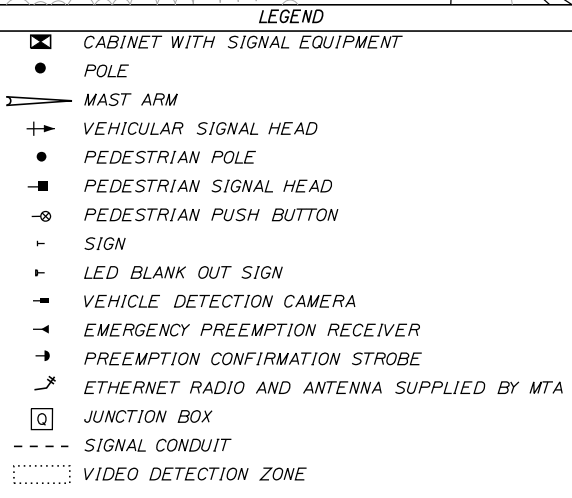 LEGEND
CABINET WITH SIGNAL EQUIPMENT
POLE
MAST ARM
VEHICULAR SIGNAL HEAD
PEDESTRIAN POLE
PEDESTRIAN SIGNAL HEAD
PEDESTRIAN PUSH BUTTON
SIGN
LED BLANK OUT SIGN
VEHICLE DETECTION CAMERA
EMERGENCY PREEMPTION RECEIVER
PREEMPTION CONFIRMATION STROBE
ETHERNET RADIO AND ANTENNA SUPPLIED BY MTA
Q JUNCTION BOX
SIGNAL CONDUIT
VIDEO DETECTION ZONE